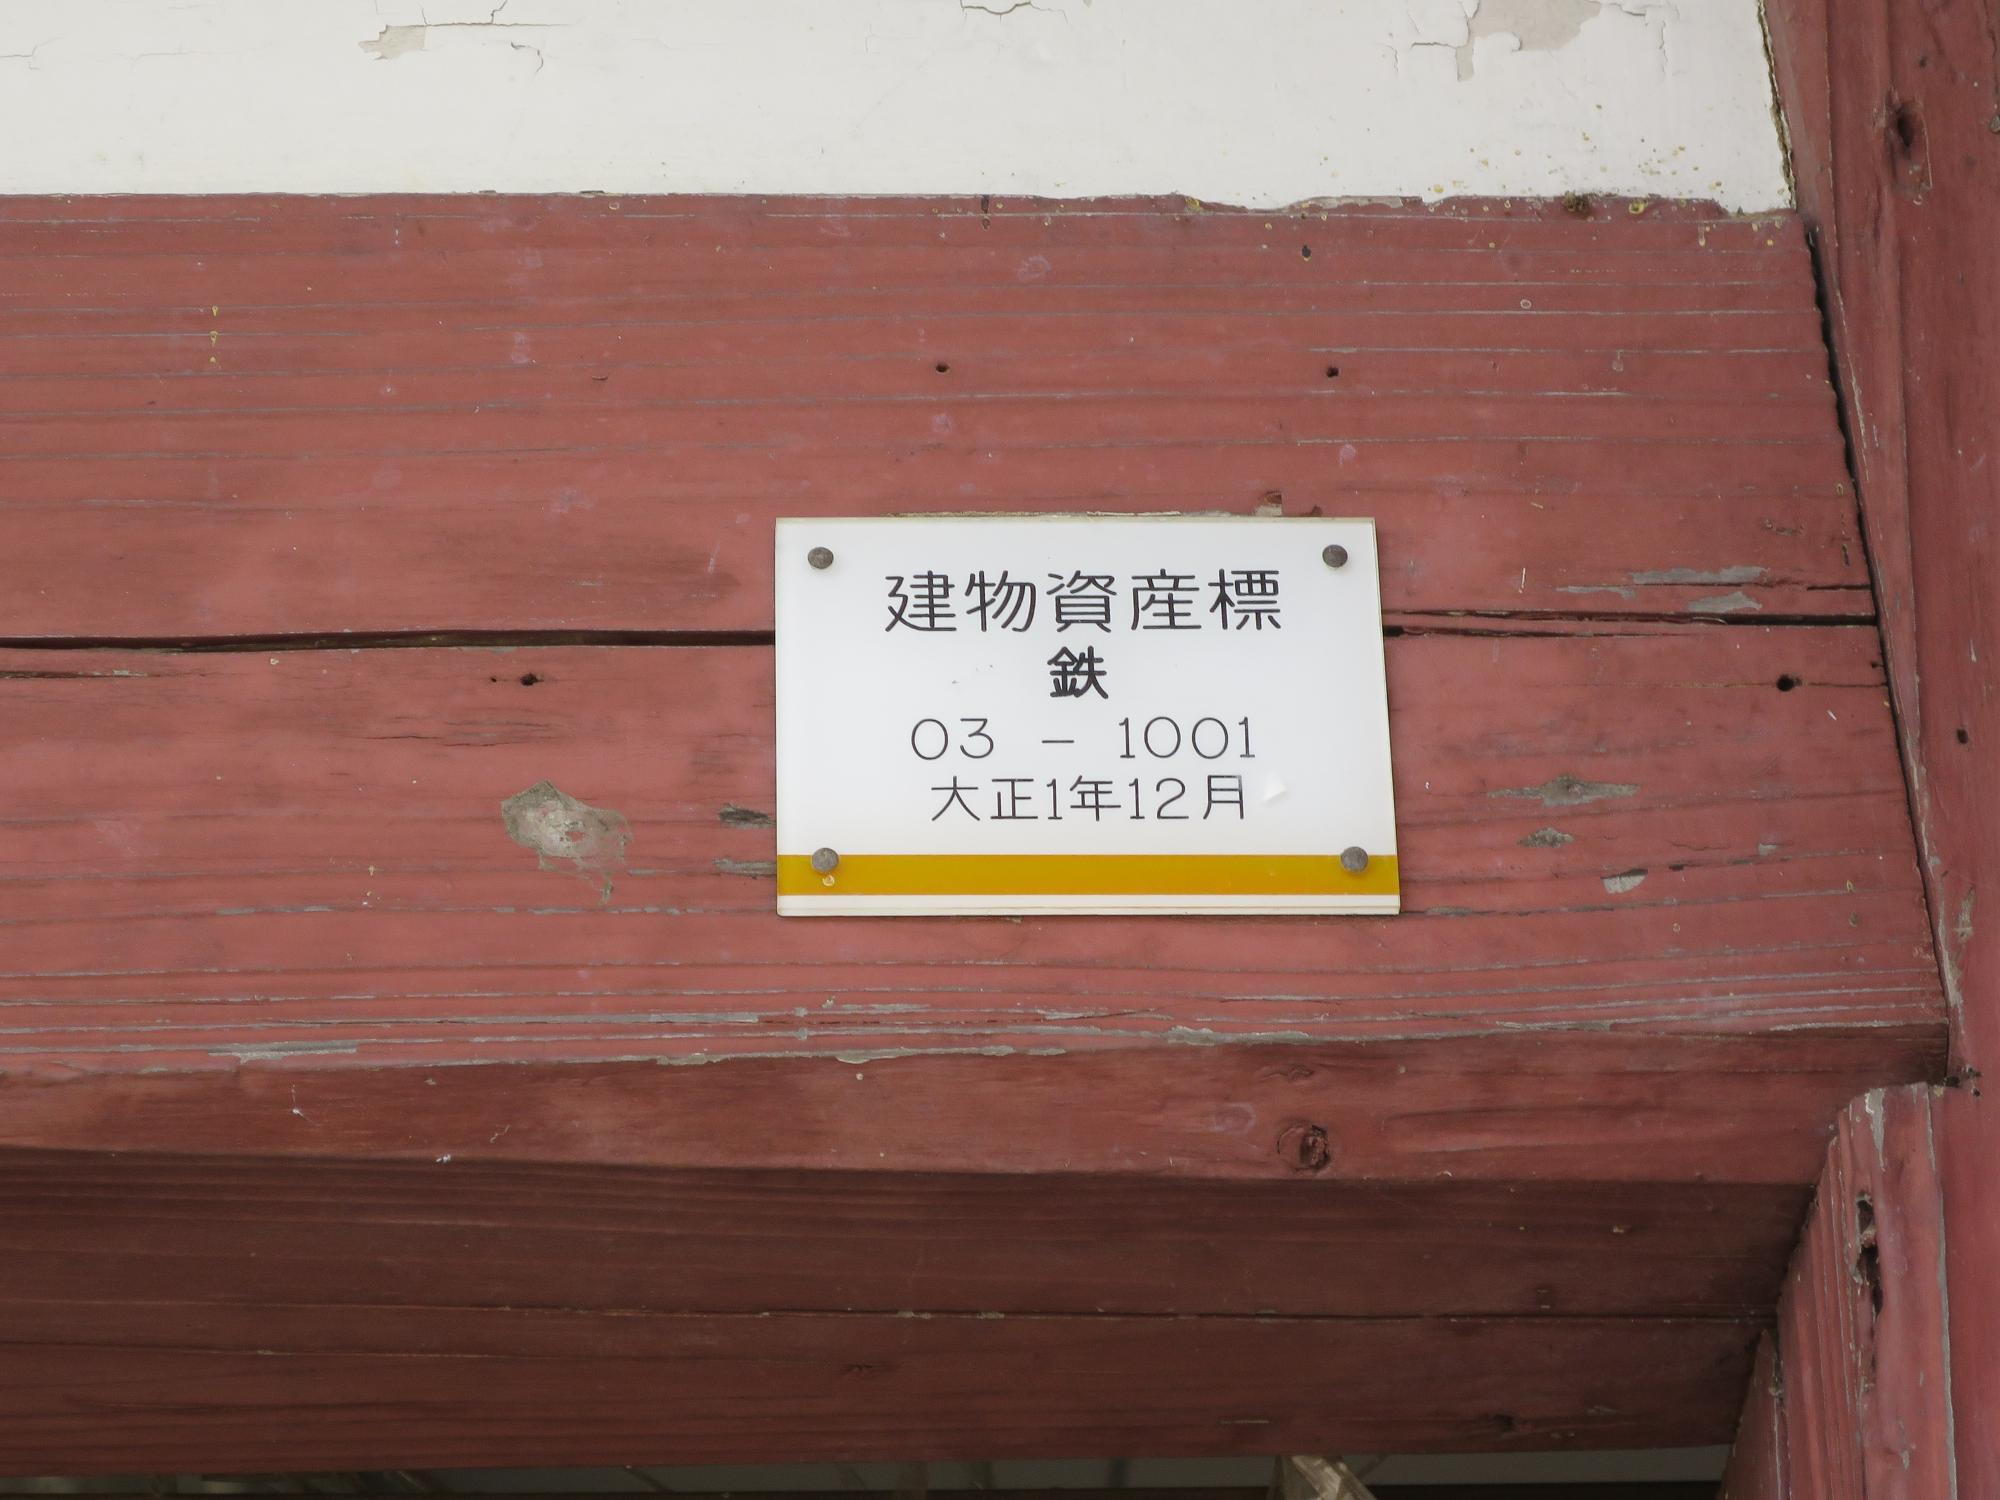 建物資産標
鉄
03 - 1001
大正1年12月